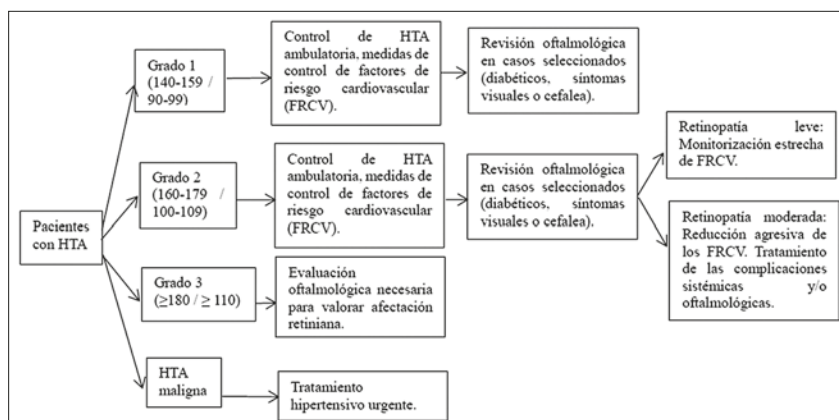 Pacientes
con HTA
Grado 1
(140-159 /
90-99)
Control de HTA
ambulatoria, medidas de
control de factores de
riesgo cardiovascular
(FRCV).
Revisión oftalmológica
en casos seleccionados
(diabéticos, síntomas
visuales o cefalea).
Grado 2
(160-179 /
100-109)
Control de HTA
ambulatoria, medidas de
control de factores de
riesgo cardiovascular
(FRCV).
Revisión oftalmológica
en casos seleccionados
(diabéticos, síntomas
visuales o cefalea).
Retinopatía leve:
Monitorización estrecha
de FRCV.
Retinopatía moderada:
Reducción agresiva de
los FRCV. Tratamiento
de las complicaciones
sistémicas y/o
oftalmológicas.
Grado 3
(≥180 / ≥ 110)
Evaluación
oftalmológica necesaria
para valorar afectación
retiniana.
HTA
maligna
Tratamiento
hipertensivo urgente.